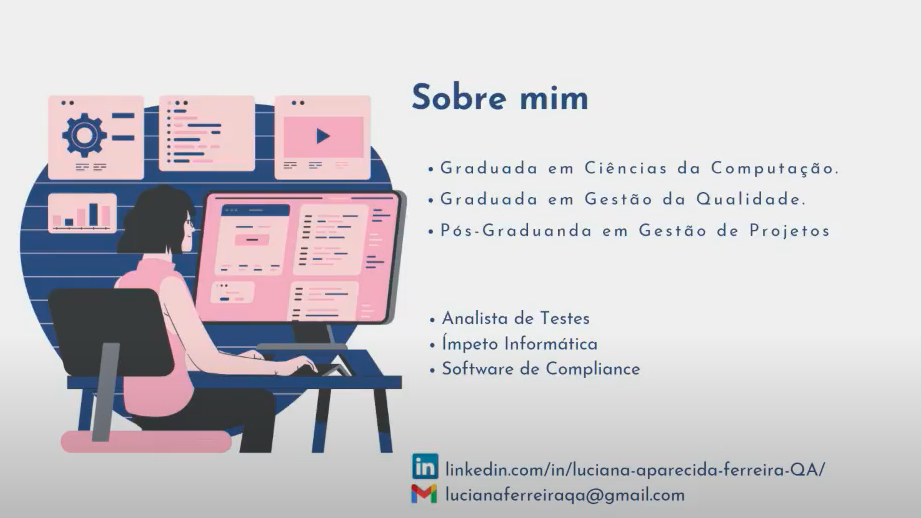 Sobre mim
• Graduada em Ciências da Computação.
• Graduada em Gestão da Qualidade.
• Pós-Graduanda em Gestão de Projetos
• Analista de Testes
• Ímpeto Informática
• Software de Compliance
in linkedin.com/in/luciana-aparecida-ferreira-QA/
lucianaferreiraqa@gmail.com